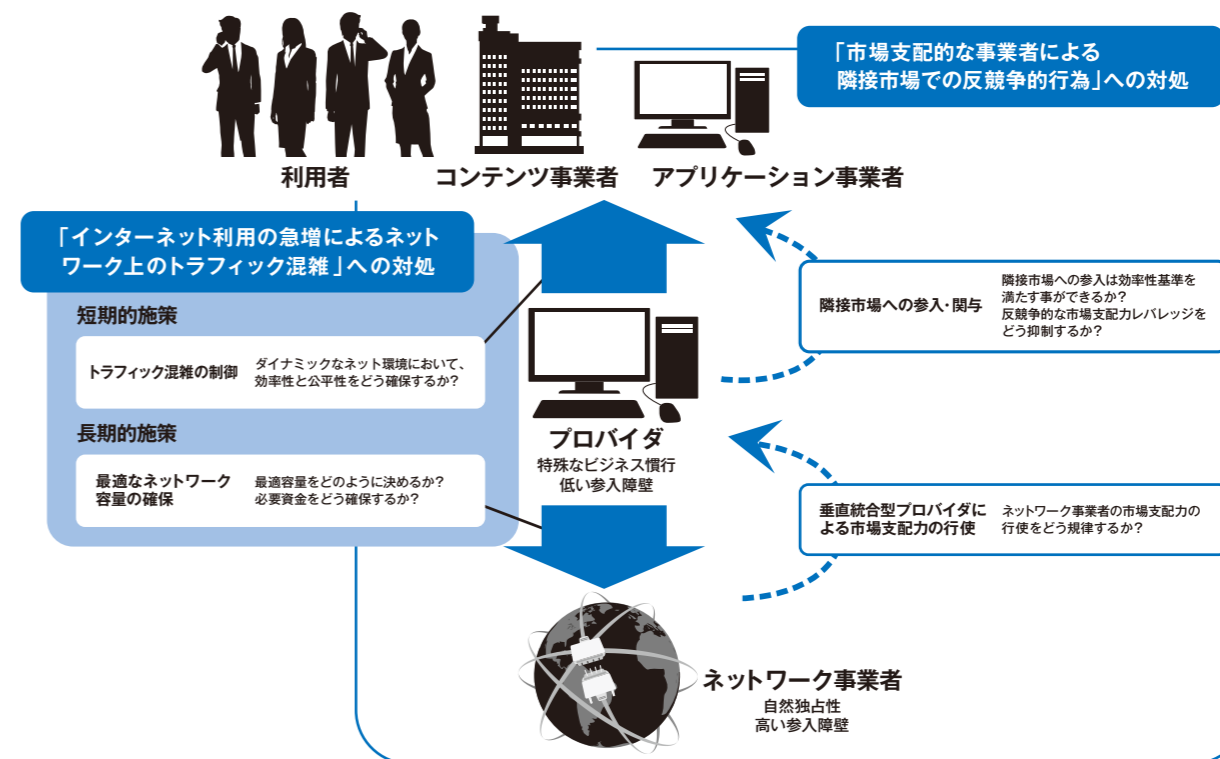 「市場支配的な事業者による
隣接市場での反競争的行為」への対処
利用者
コンテンツ事業者
アプリケーション事業者
「インターネット利用の急増によるネット
ワーク上のトラフィック混雑」への対処
短期的施策
トラフィック混雑の制御
ダイナミックなネット環境において、
効率性と公平性をどう確保するか?
長期的施策
最適なネットワーク
容量の確保
最適容量をどのように決めるか?
必要資金をどう確保するか?
プロバイダ
特殊なビジネス慣行
低い参入障壁
隣接市場への参入・関与
隣接市場への参入は効率性基準を
満たす事ができるか?
反競争的な市場支配力レバレッジを
どう抑制するか?
垂直統合型プロバイダに
よる市場支配力の行使
ネットワーク事業者の市場支配力の
行使をどう規律するか?
ネットワーク事業者
自然独占性
高い参入障壁